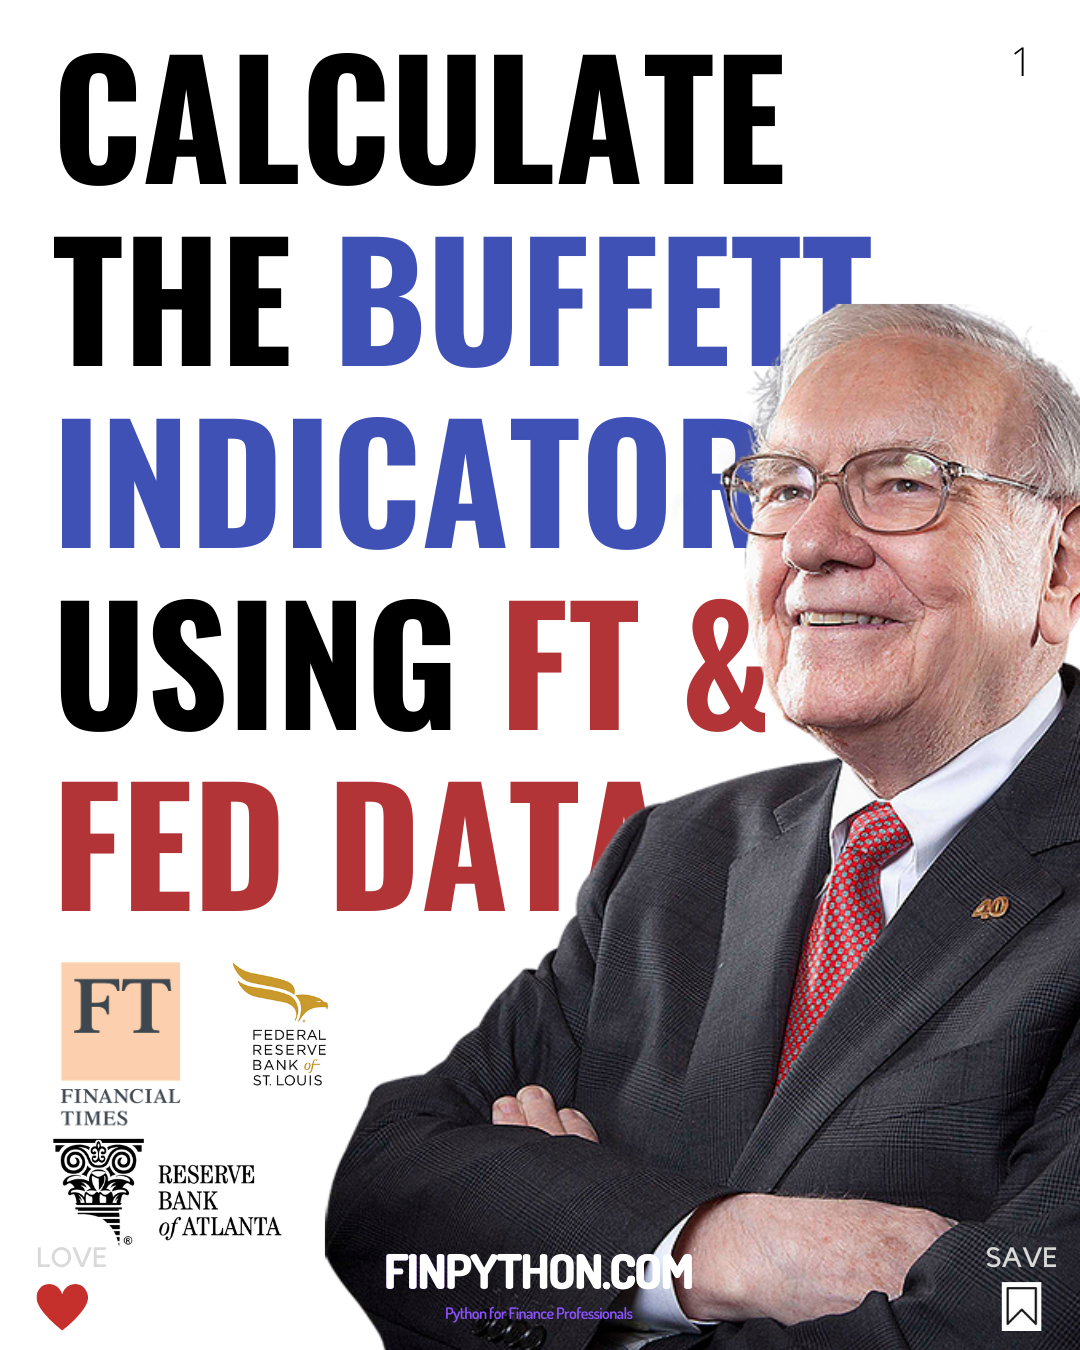 1
CALCULATE
THE BUFFETT
INDICATOR
USING FT &
FED DATA
FT
FINANCIAL
TIMES
FEDERAL
RESERVE
BANK of
ST. LOUIS
RESERVE
BANK
of ATLANTA
®
LOVE
SAVE
40
FINPYTHON.COM
Python for Finance Professionals